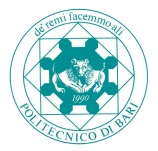 de' remi facemmo ali
1990
POLITECNICO DI BARI